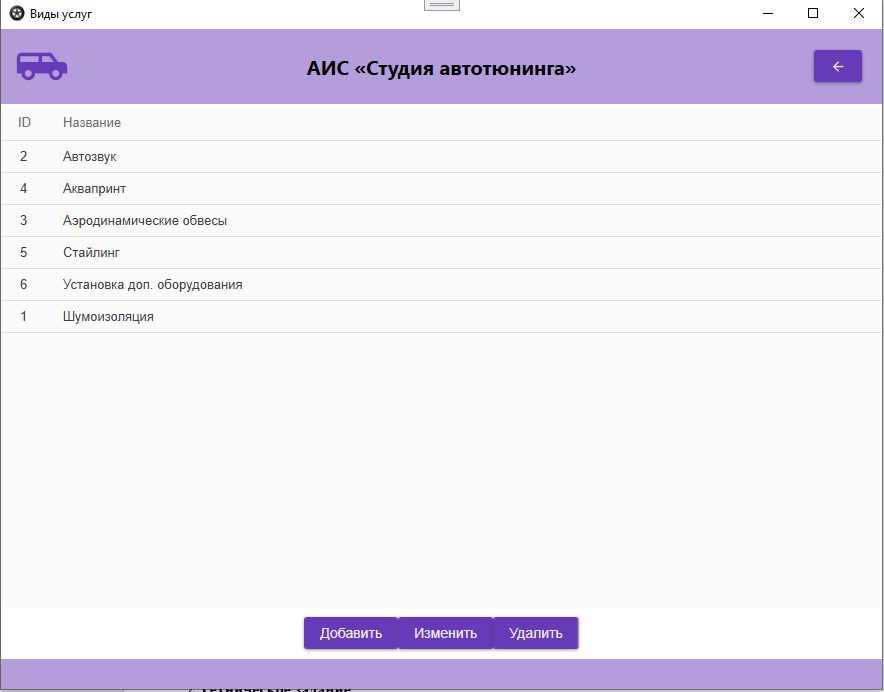 Виды услуг
АИС «Студия автотюнинга»
ID Название
2 Автозвук
4 Аквапринт
3 Аэродинамические обвесы
5 Стайлинг
6 Установка доп. оборудования
1 Шумоизоляция
Добавить Изменить Удалить